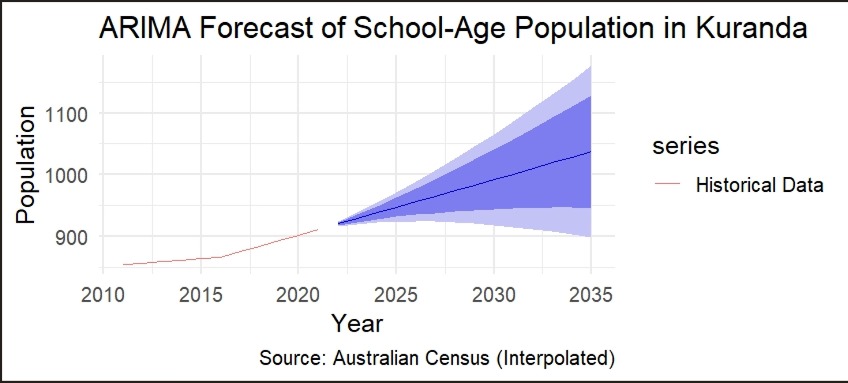 ARIMA Forecast of School-Age Population in Kuranda
Population
1100
1000
900
series
Historical Data
2010 2015 2020 2025 2030 2035
Year
Source: Australian Census (Interpolated)